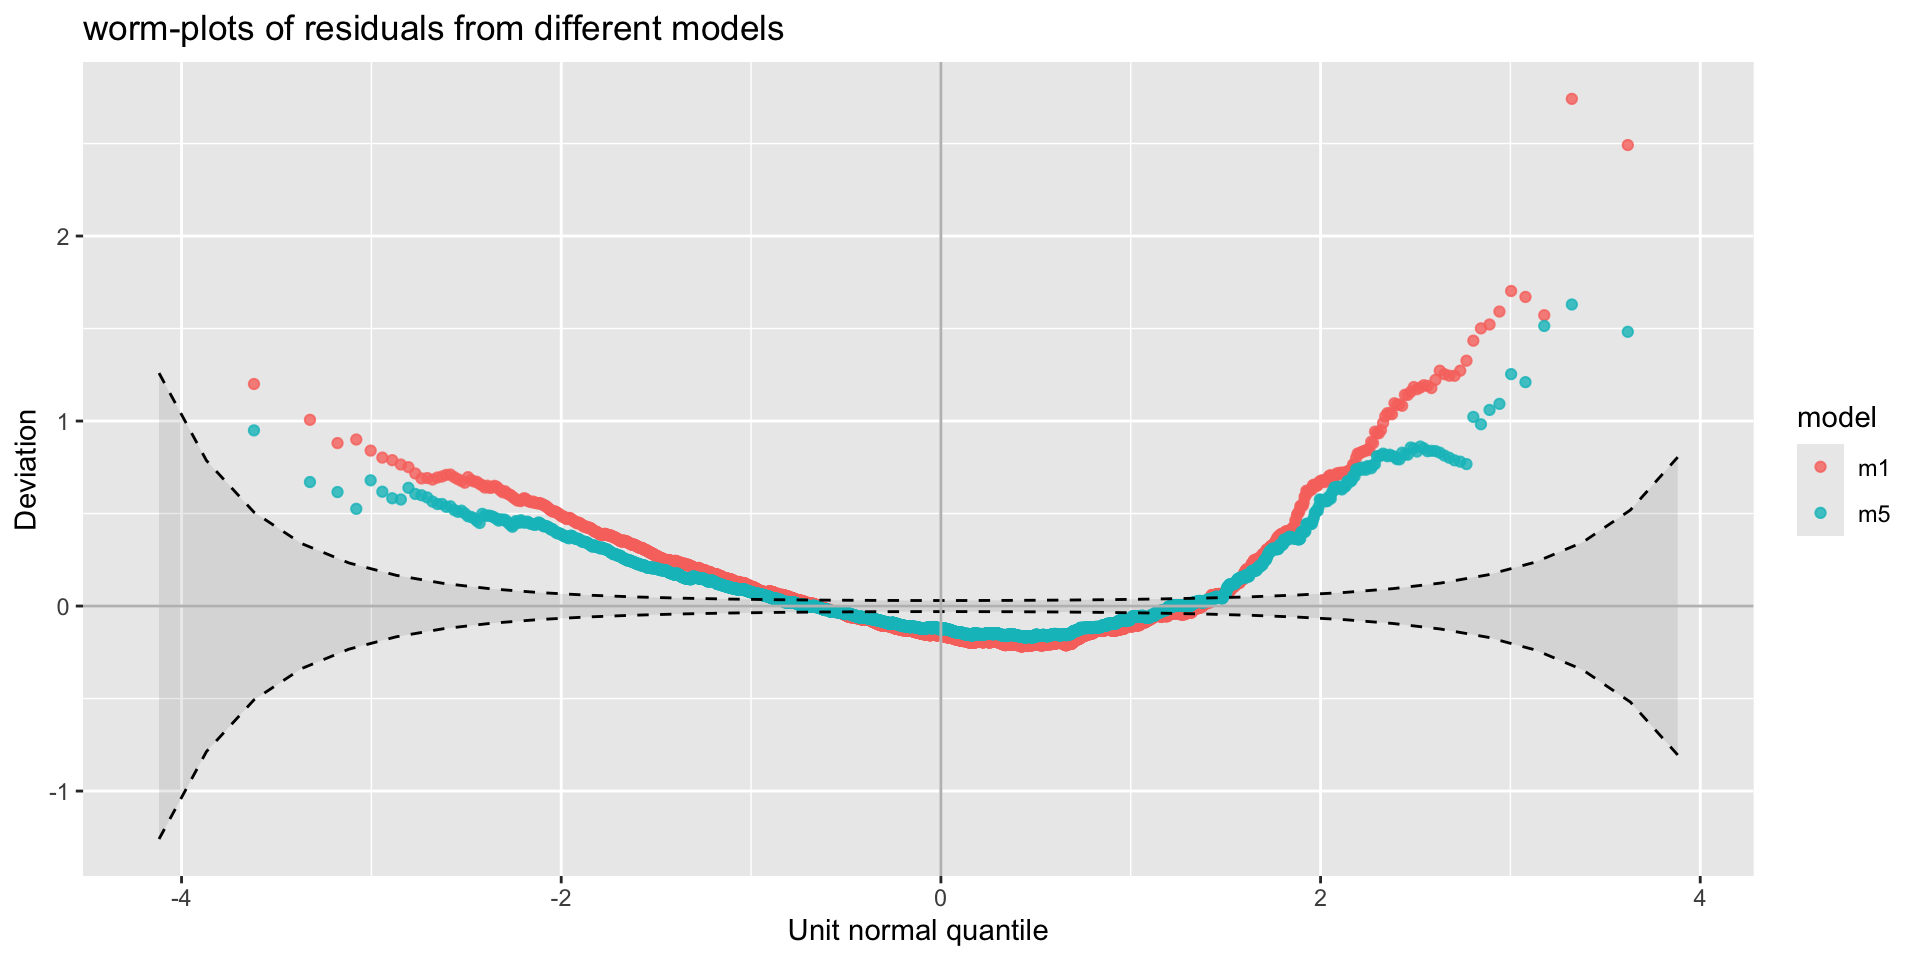 worm-plots of residuals from different models
2
1
0
-1
Deviation
-4
-2
0
2
4
Unit normal quantile
model
m1
m5